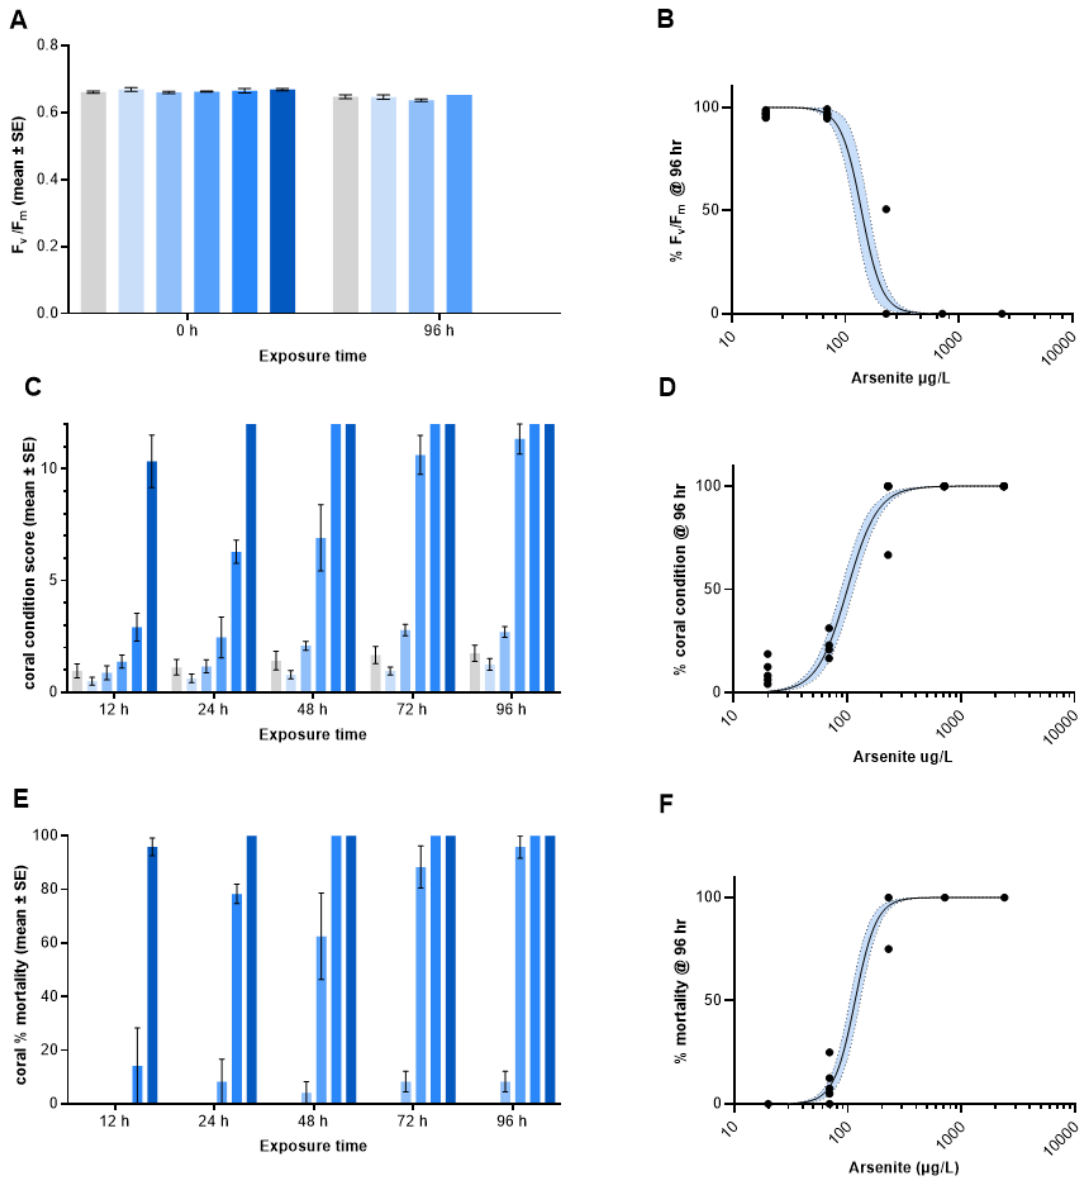 A
0.8
0.6
0.4
0.2
0.0
Fv/Fm (mean ± SE)
0 h
96 h
Exposure time
B
100
50
0
% Fv/Fm @ 96 hr
10
100
1000
10000
Arsenite µg/L
C
10
5
0
coral condition score (mean ± SE)
12 h
24 h
48 h
72 h
96 h
Exposure time
D
100
50
0
% coral condition @ 96 hr
10
100
1000
10000
Arsenite ug/L
E
100
80
60
40
20
0
coral % mortality (mean ± SE)
12 h
24 h
48 h
72 h
96 h
Exposure time
F
100
50
0
% mortality @ 96 hr
10
100
1000
10000
Arsenite (µg/L)